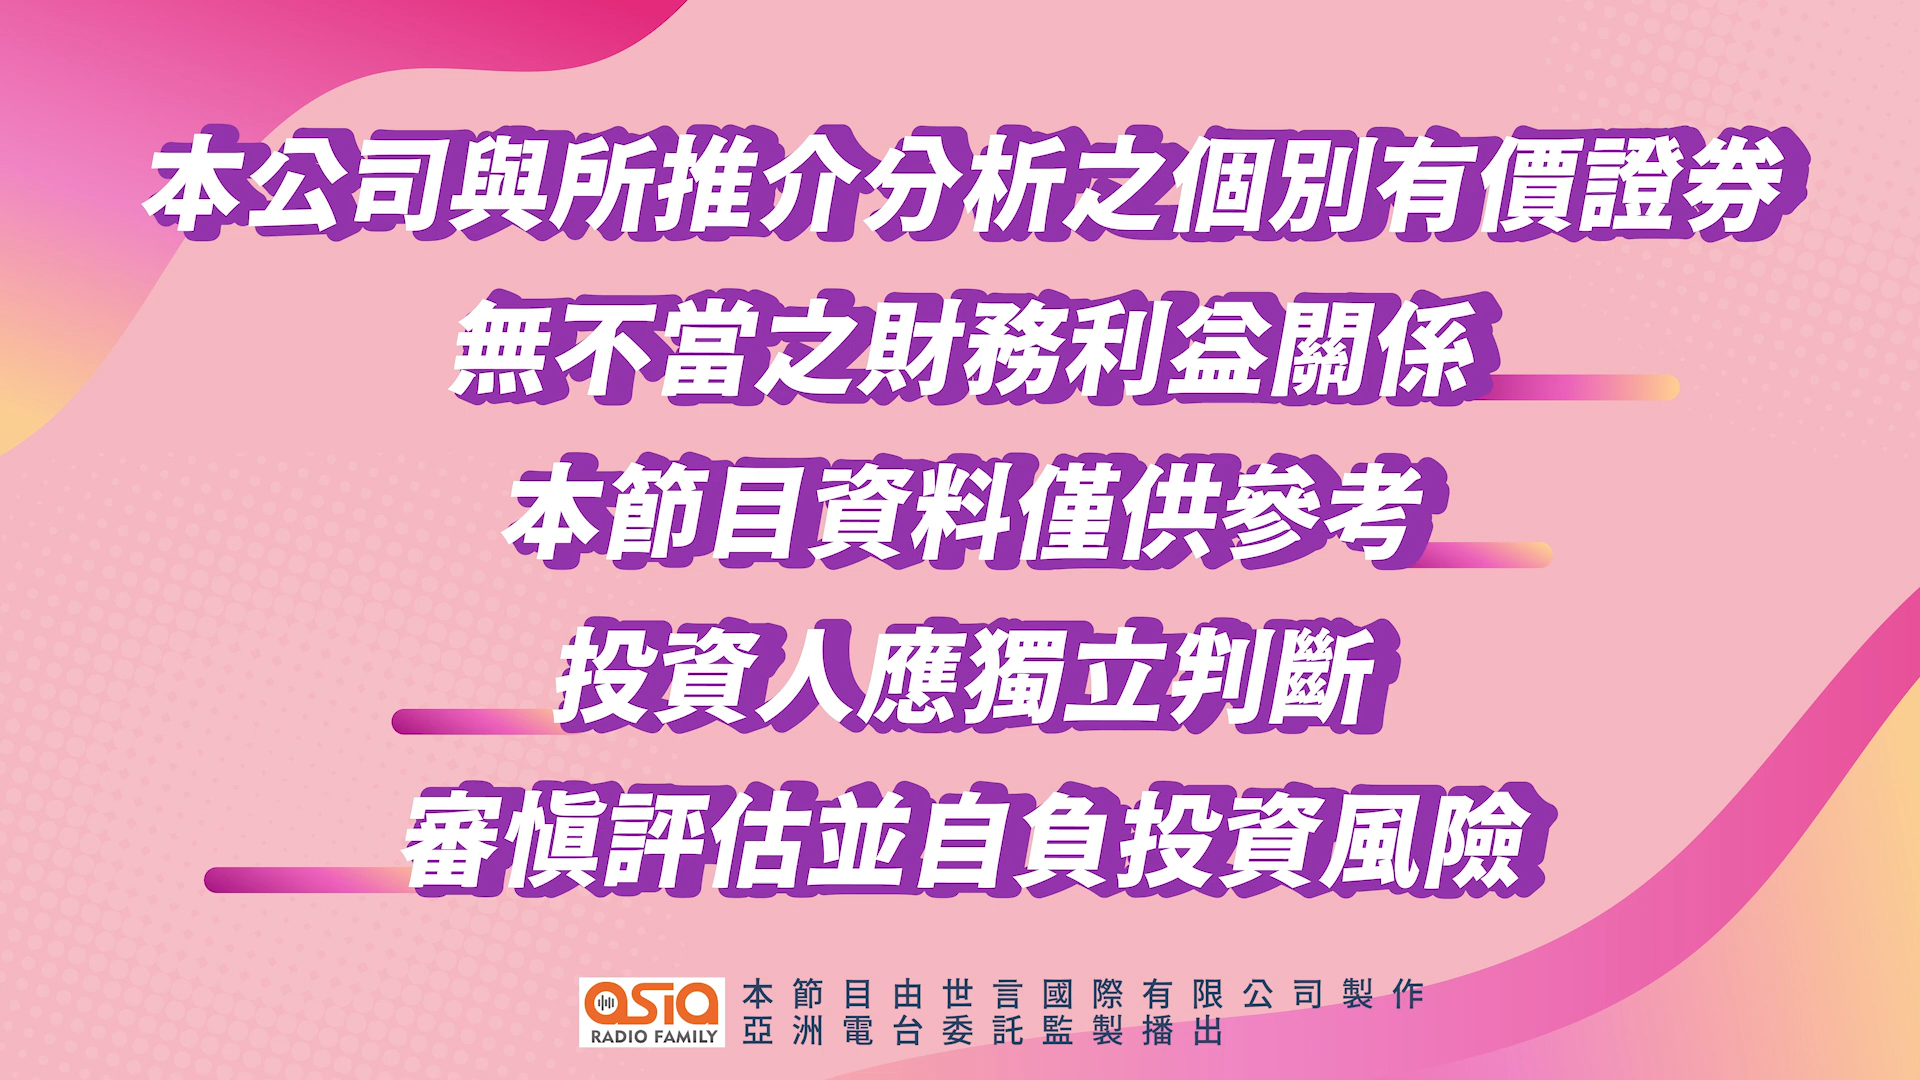 本公司與所推介分析之個別有價證券
無不當之財務利益關係
本節目資料僅供參考
投資人應獨立判斷
審慎評估並自負投資風險
asia
RADIO FAMILY
本節目由世言國際有限公司製作
亞洲電台委託監製播出